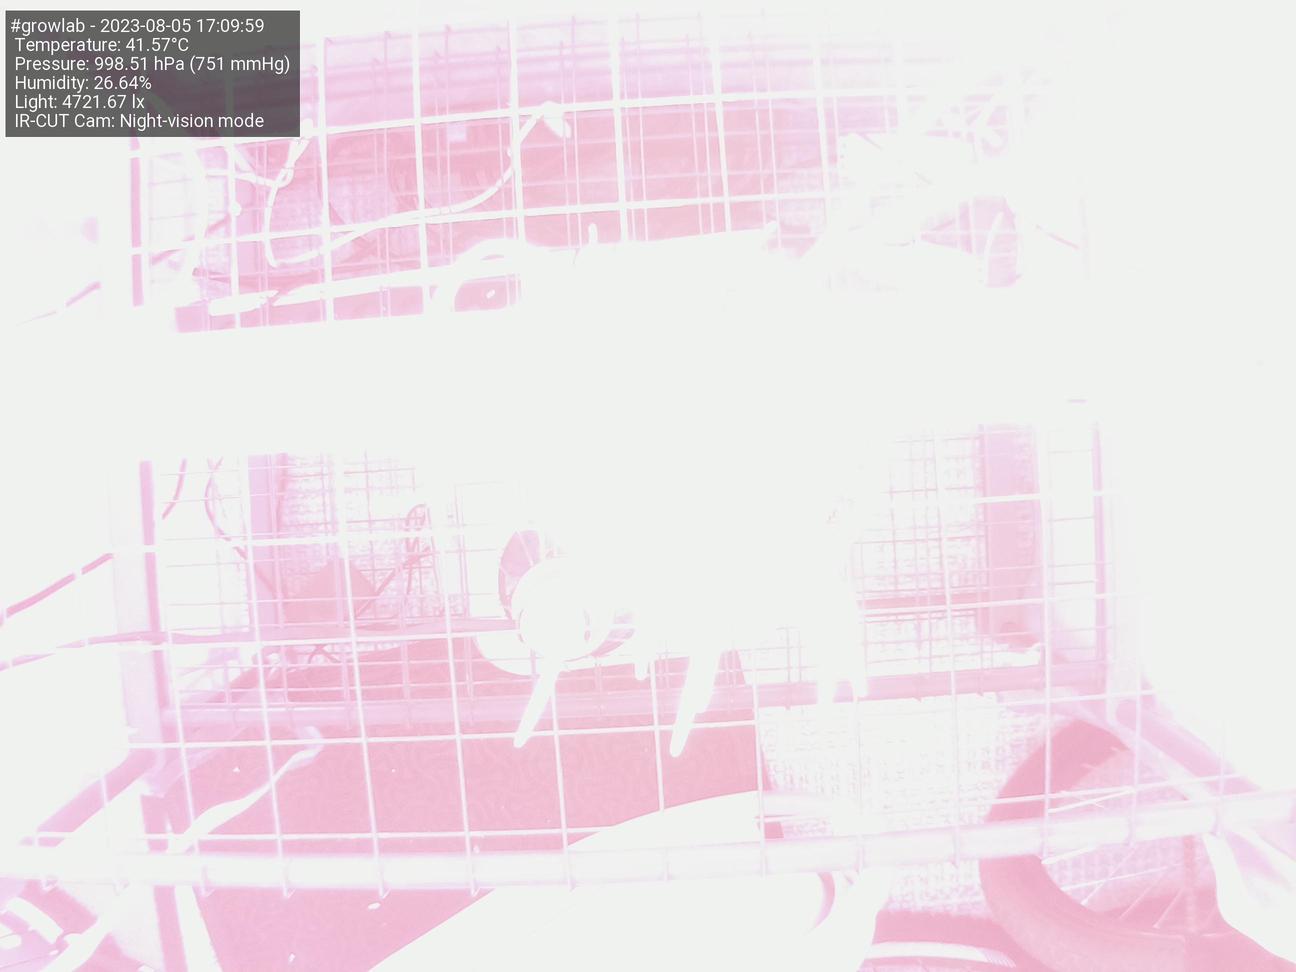 #growlab - 2023-08-05 17:09:59
Temperature: 41.57°C
Pressure: 998.51 hPa (751 mmHg)
Humidity: 26.64%
Light: 4721.67 lx
IR-CUT Cam: Night-vision mode